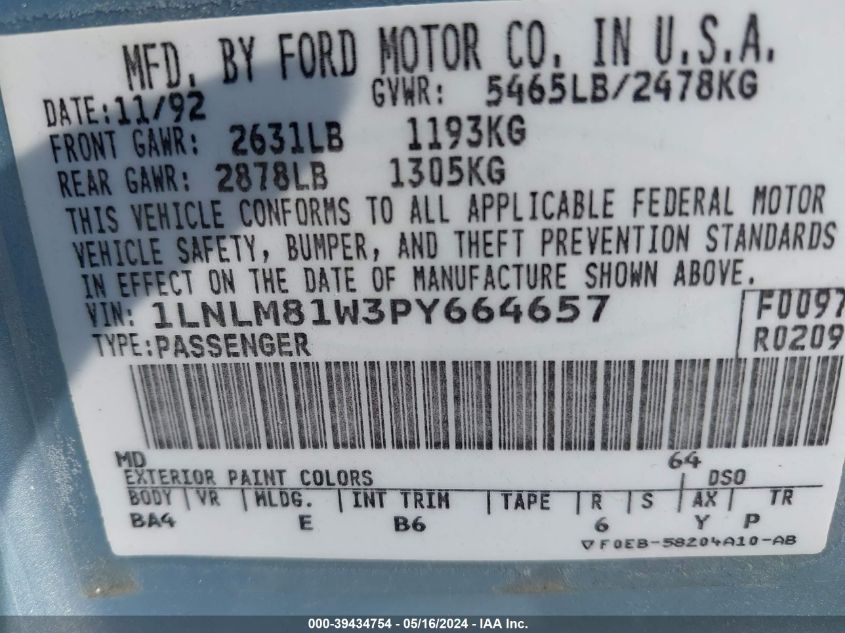 MFD. BY FORD MOTOR CO. IN U.S.A.
DATE: 11/92 GVWR: 5465LB/2478KG
FRONT GAWR: 2631LB 1193KG
REAR GAWR: 2878LB 1305KG
THIS VEHICLE CONFORMS TO ALL APPLICABLE FEDERAL MOTOR
VEHICLE SAFETY, BUMPER, AND THEFT PREVENTION STANDARDS
IN EFFECT ON THE DATE OF MANUFACTURE SHOWN ABOVE.
VIN: 1LNLM81W3PY664657 F0097
TYPE: PASSENGER R0209
MD 64
EXTERIOR PAINT COLORS DSO
BODY | VR | MLDG. | INT TRIM | TAPE | R | S | AX | TR
BA4 E B6 6 Y P
▽F0EB-58204A10-AB
000-39434754 - 05/16/2024 - IAA Inc.